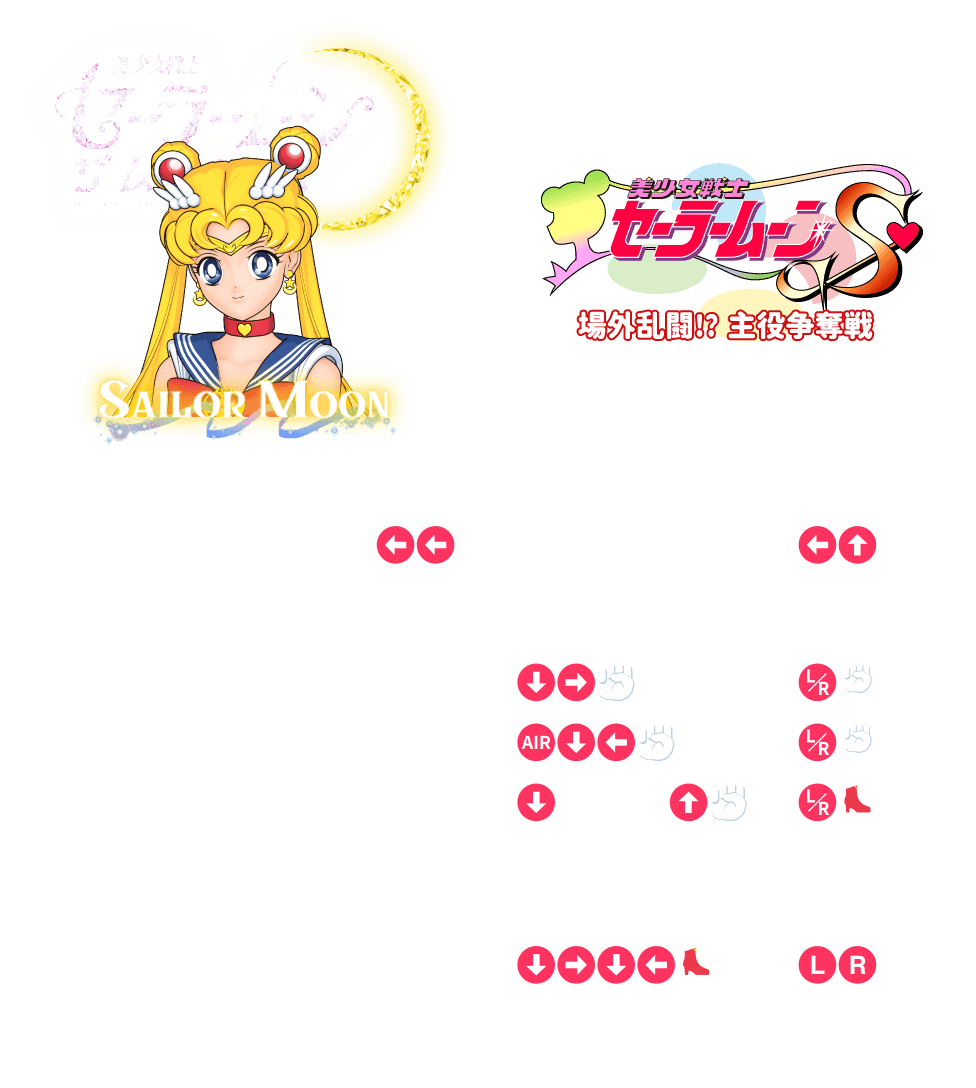 美少女戦士
セーラームーン
SAILOR MOON
美少女戦士
セーラームーンS
場外乱闘!? 主役争奪戦
L/R
AIR L/R
L/R
L R